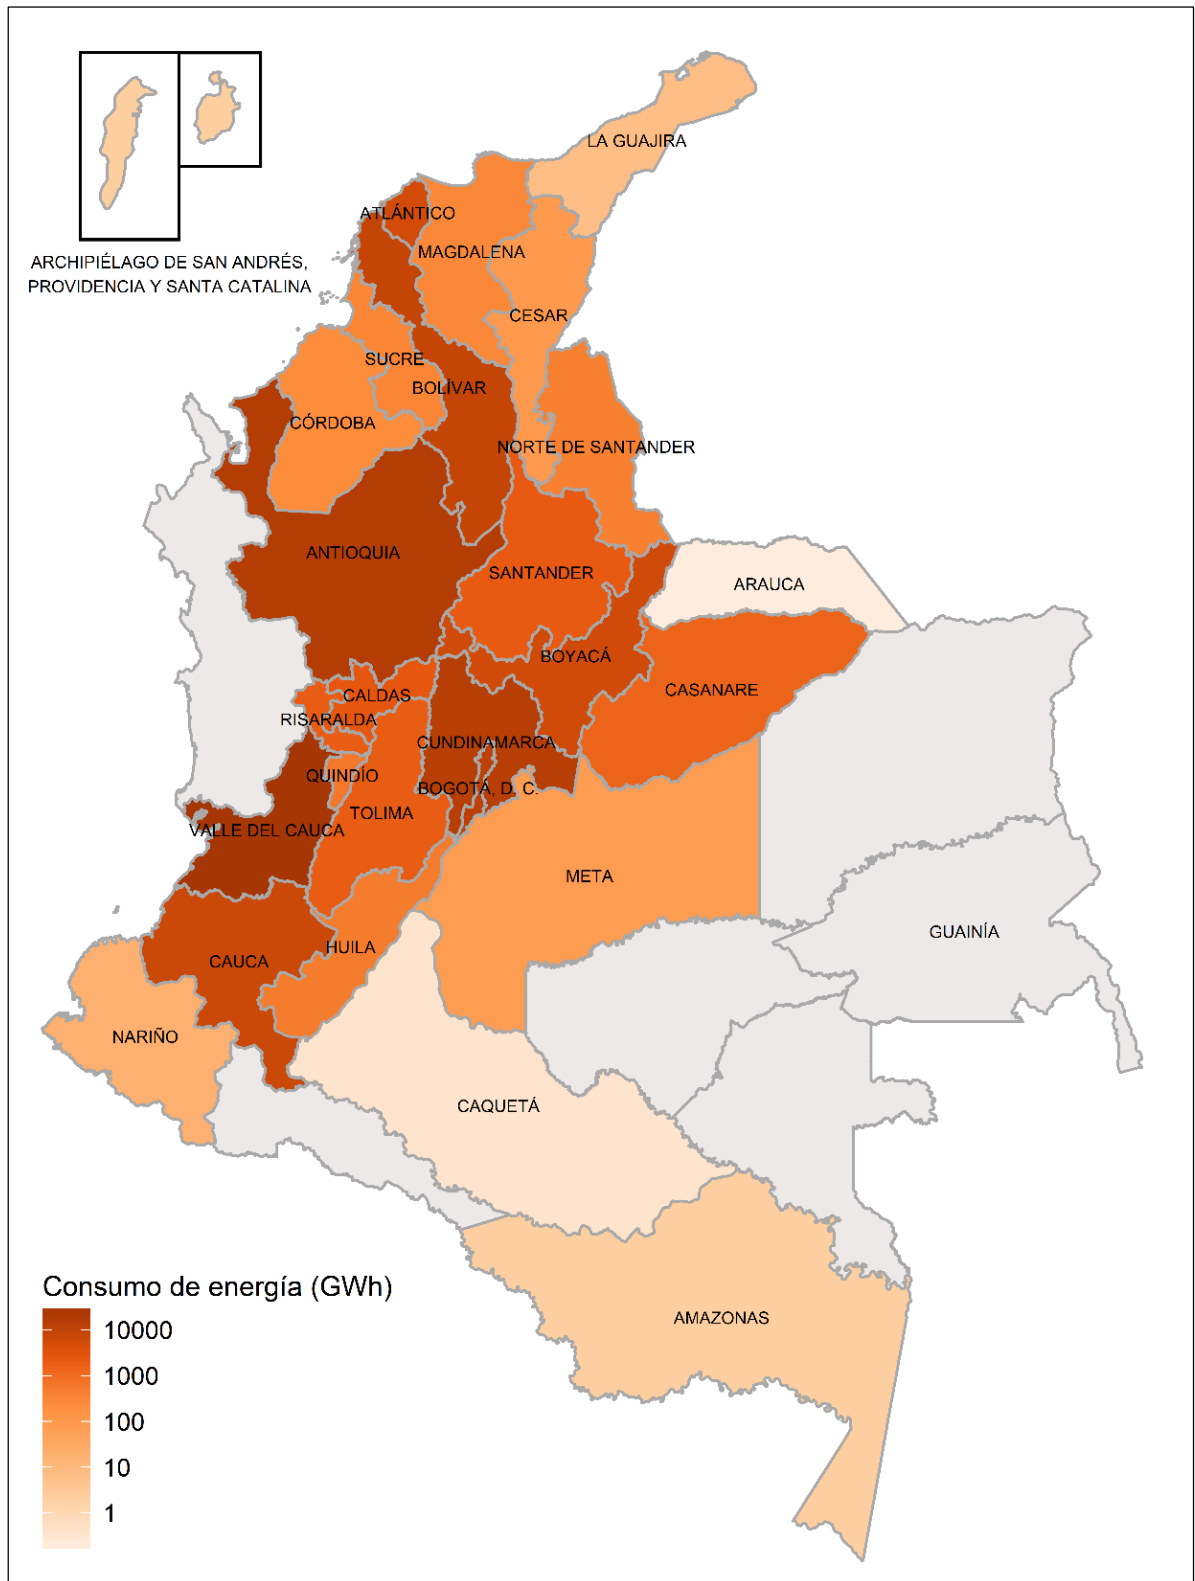 LA GUAJIRA
ATLÁNTICO
MAGDALENA
ARCHIPIÉLAGO DE SAN ANDRÉS,
PROVIDENCIA Y SANTA CATALINA
CESAR
SUCRE
BOLÍVAR
CÓRDOBA
NORTE DE SANTANDER
ANTIOQUIA
SANTANDER
ARAUCA
BOYACÁ
CASANARE
CALDAS
RISARALDA
CUNDINAMARCA
QUINDÍO
BOGOTÁ, D. C.
TOLIMA
VALLE DEL CAUCA
META
GUAINÍA
HUILA
CAUCA
NARIÑO
CAQUETÁ
AMAZONAS
Consumo de energía (GWh)
10000
1000
100
10
1